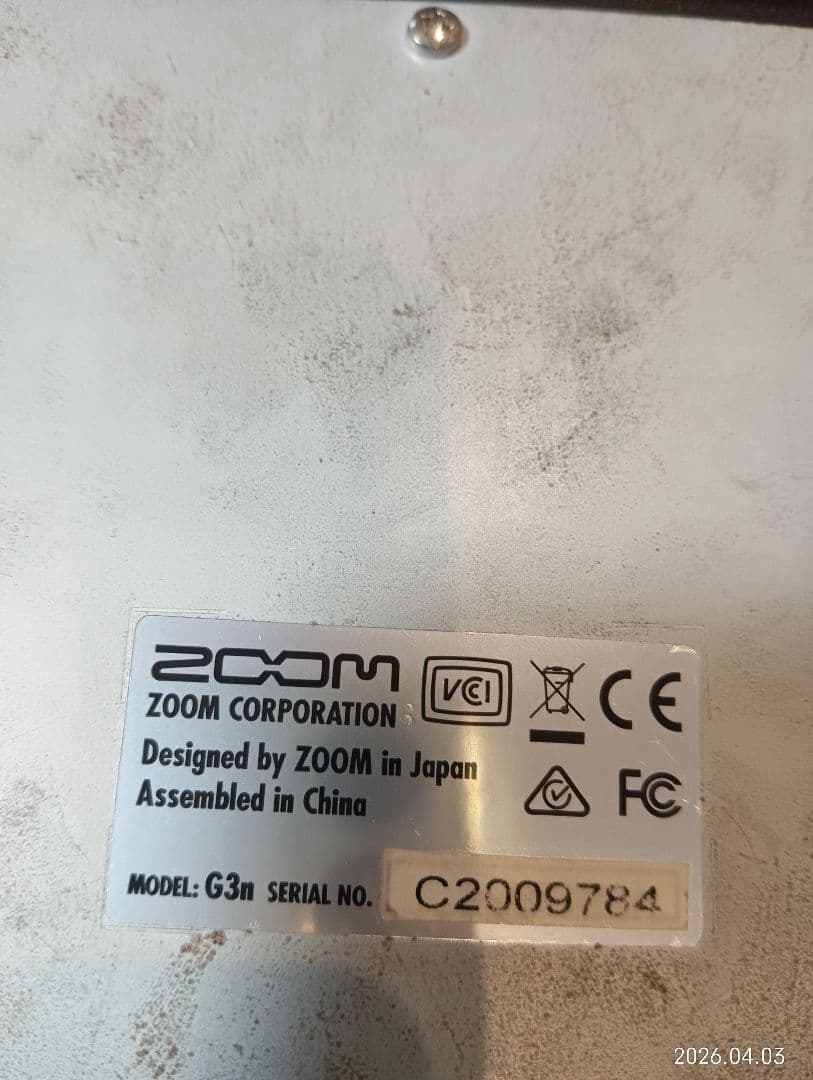 ZOOM
VCCI
ZOOM CORPORATION
CE
Designed by ZOOM in Japan
Assembled in China
FC
MODEL: G3n SERIAL NO. C2009784
2026.04.03